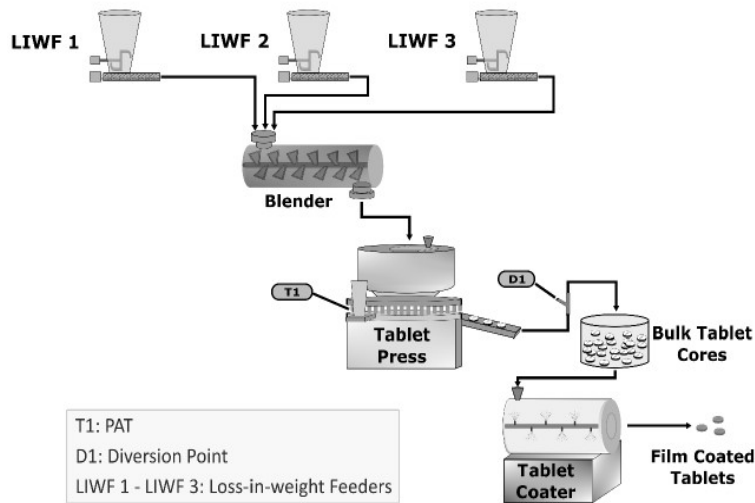 LIWF 1
LIWF 2
LIWF 3
Blender
T1
D1
Tablet
Press
Bulk Tablet
Cores
Tablet
Coater
Film Coated
Tablets
T1: PAT
D1: Diversion Point
LIWF 1 - LIWF 3: Loss-in-weight Feeders